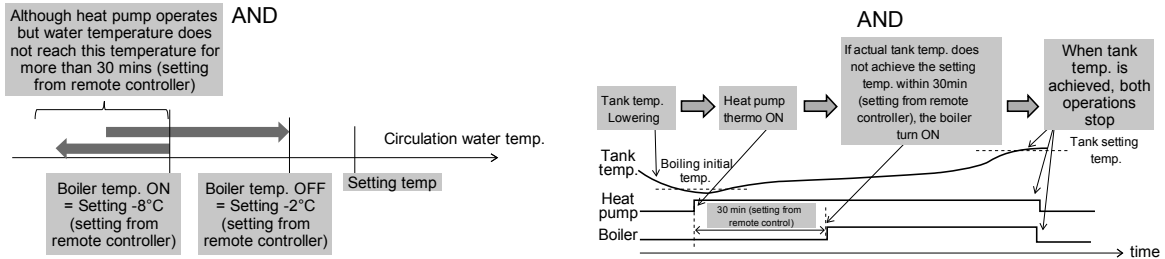 Although heat pump operates
but water temperature does
not reach this temperature for
more than 30 mins (setting
from remote controller)
AND
Circulation water temp.
Setting temp
Boiler temp. ON
= Setting -8°C
(setting from
remote controller)
Boiler temp. OFF
= Setting -2°C
(setting from
remote controller)
AND
Tank temp.
Lowering
Heat pump
thermo ON
If actual tank temp. does
not achieve the setting
temp. within 30min
(setting from remote
controller), the boiler
turn ON
When tank
temp. is
achieved, both
operations
stop
Tank
temp.
Boiling initial
temp.
Tank setting
temp.
Heat
pump
30 min (setting from
remote control)
Boiler
time